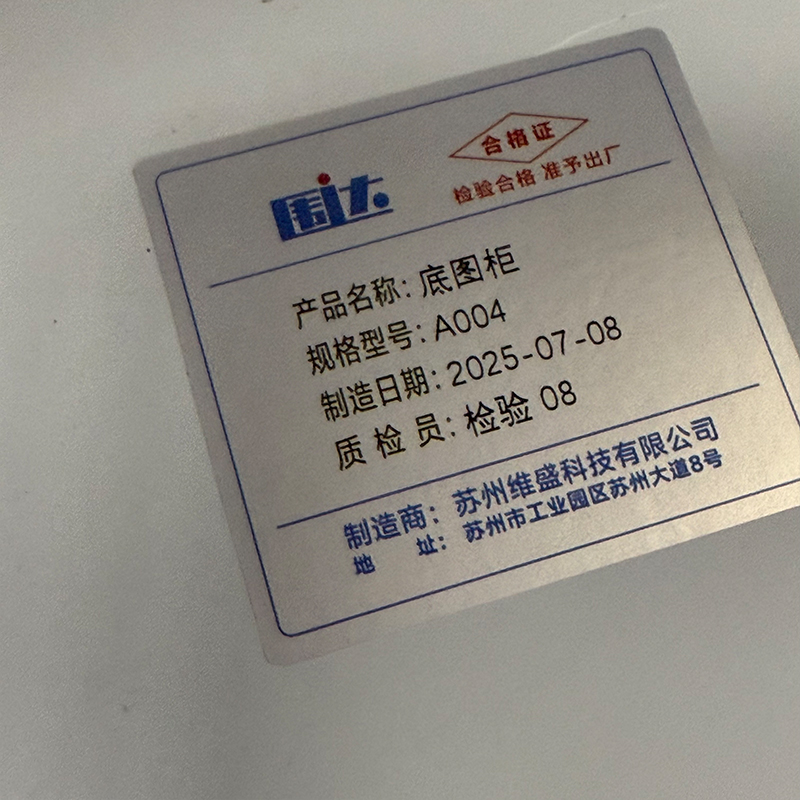 围大
合格证
检验合格 准予出厂
产品名称：底图柜
规格型号：A004
制造日期：2025-07-08
质 检 员：检验 08
制造商：苏州维盛科技有限公司
地 址：苏州市工业园区苏州大道8号